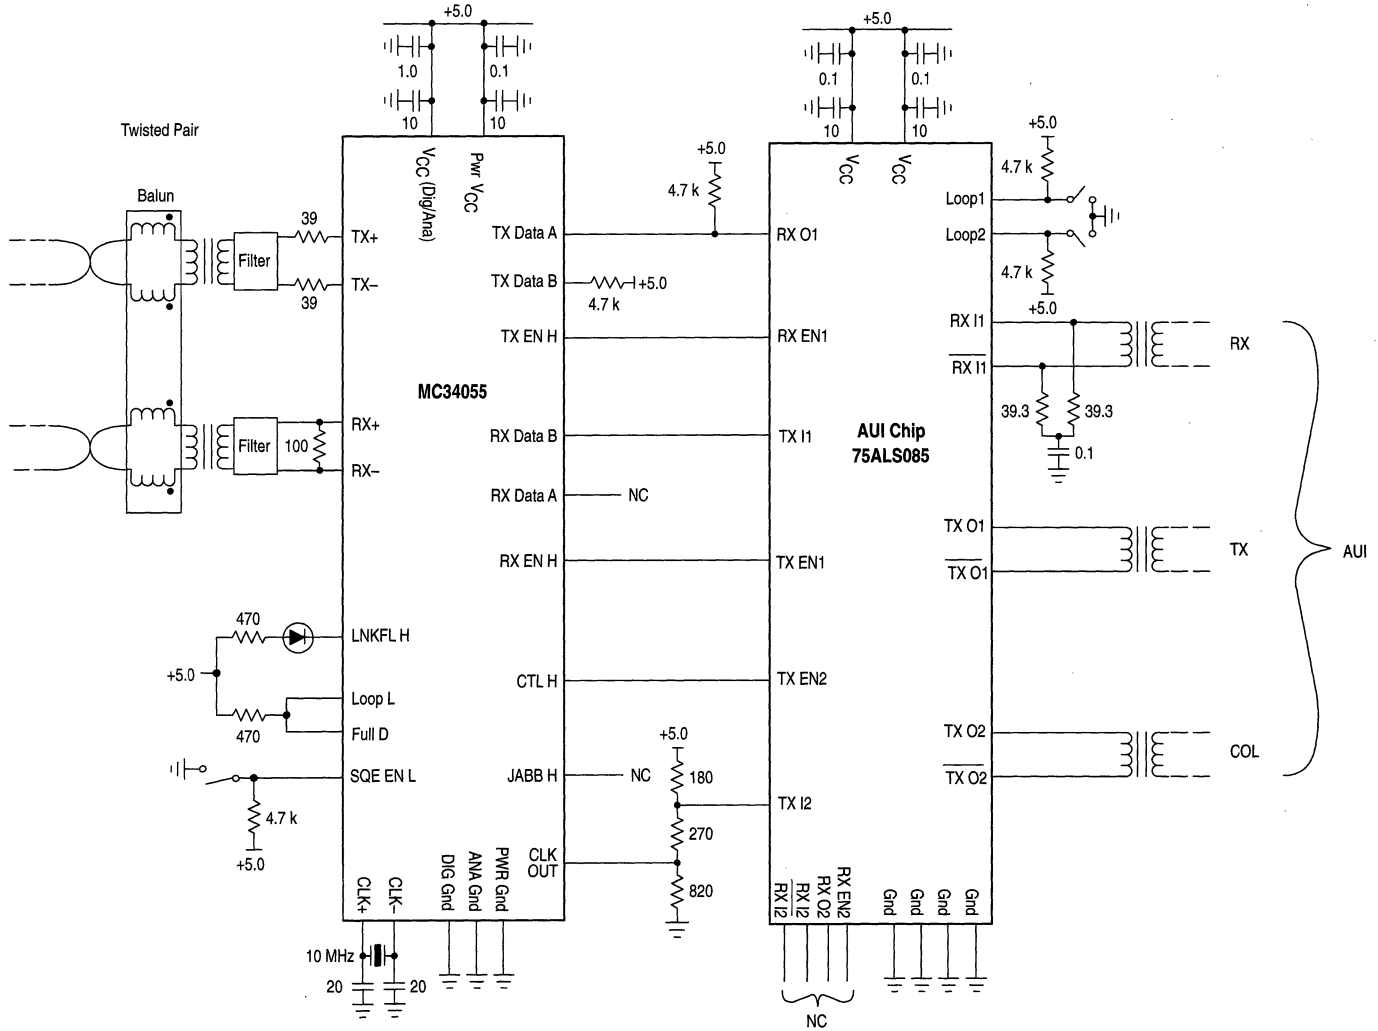 +5.0
+5.0
1.0
0.1
10
10
0.1
0.1
10
10
Twisted Pair
Balun
VCC (Dig/Ana)
Pwr VCC
VCC
VCC
+5.0
4.7 k
+5.0
4.7 k
39
TX+
Filter
TX–
39
TX Data A
RX O1
Loop1
Loop2
TX Data B
+5.0
4.7 k
4.7 k
+5.0
TX EN H
RX EN1
RX I1
RX I1
RX
MC34055
39.3
39.3
RX+
Filter
100
RX–
RX Data B
TX I1
AUI Chip
75ALS085
0.1
RX Data A
NC
TX O1
TX O1
TX
AUI
RX EN H
TX EN1
470
LNKFL H
+5.0
Loop L
470
Full D
CTL H
TX EN2
TX O2
TX O2
COL
SQE EN L
4.7 k
+5.0
JABB H
NC
+5.0
180
TX I2
270
CLK
OUT
820
CLK+
CLK–
DIG Gnd
ANA Gnd
PWR Gnd
RX I2
RX I2
RX O2
RX EN2
Gnd
Gnd
Gnd
Gnd
10 MHz
20
20
NC